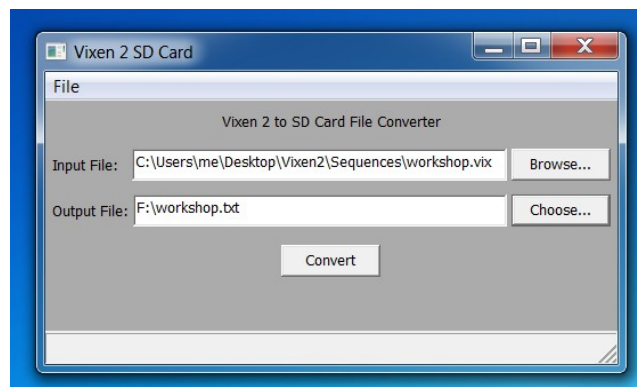 Vixen 2 SD Card
File
Vixen 2 to SD Card File Converter
Input File: C:\Users\me\Desktop\Vixen2\Sequences\workshop.vix Browse...
Output File: F:\workshop.txt Choose...
Convert